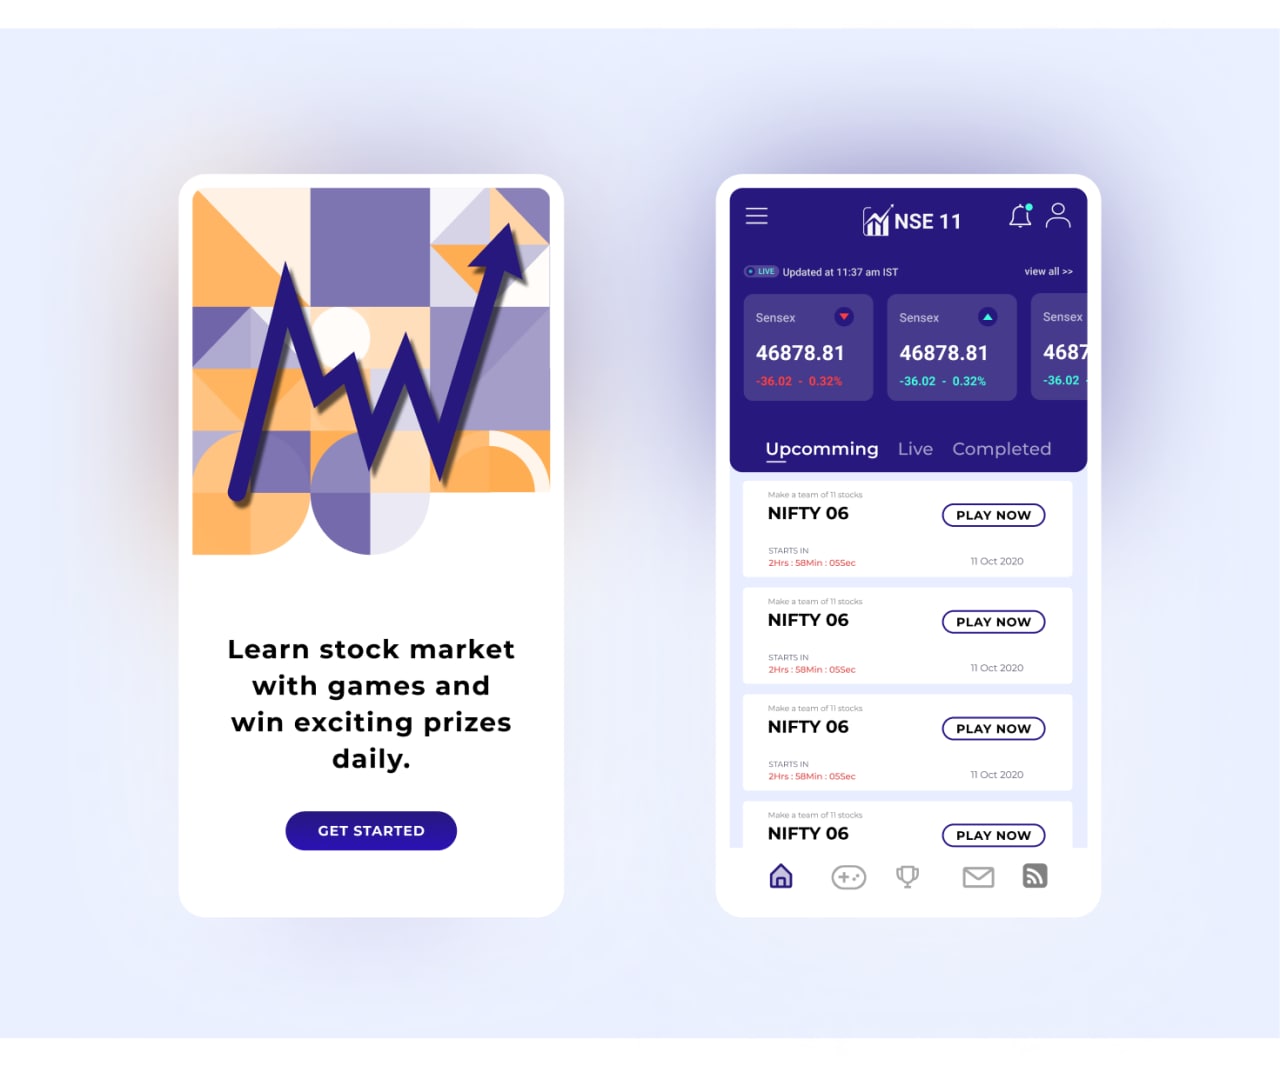 Learn stock market
with games and
win exciting prizes
daily.
GET STARTED
NSE 11
LIVE Updated at 11:37 am IST
view all >>
Sensex
46878.81
-36.02 - 0.32%
Sensex
46878.81
-36.02 - 0.32%
Sensex
4687
-36.02 -
Upcomming Live Completed
Make a team of 11 stocks
NIFTY 06
PLAY NOW
STARTS IN
2Hrs : 58Min : 05Sec
11 Oct 2020
Make a team of 11 stocks
NIFTY 06
PLAY NOW
STARTS IN
2Hrs : 58Min : 05Sec
11 Oct 2020
Make a team of 11 stocks
NIFTY 06
PLAY NOW
STARTS IN
2Hrs : 58Min : 05Sec
11 Oct 2020
Make a team of 11 stocks
NIFTY 06
PLAY NOW